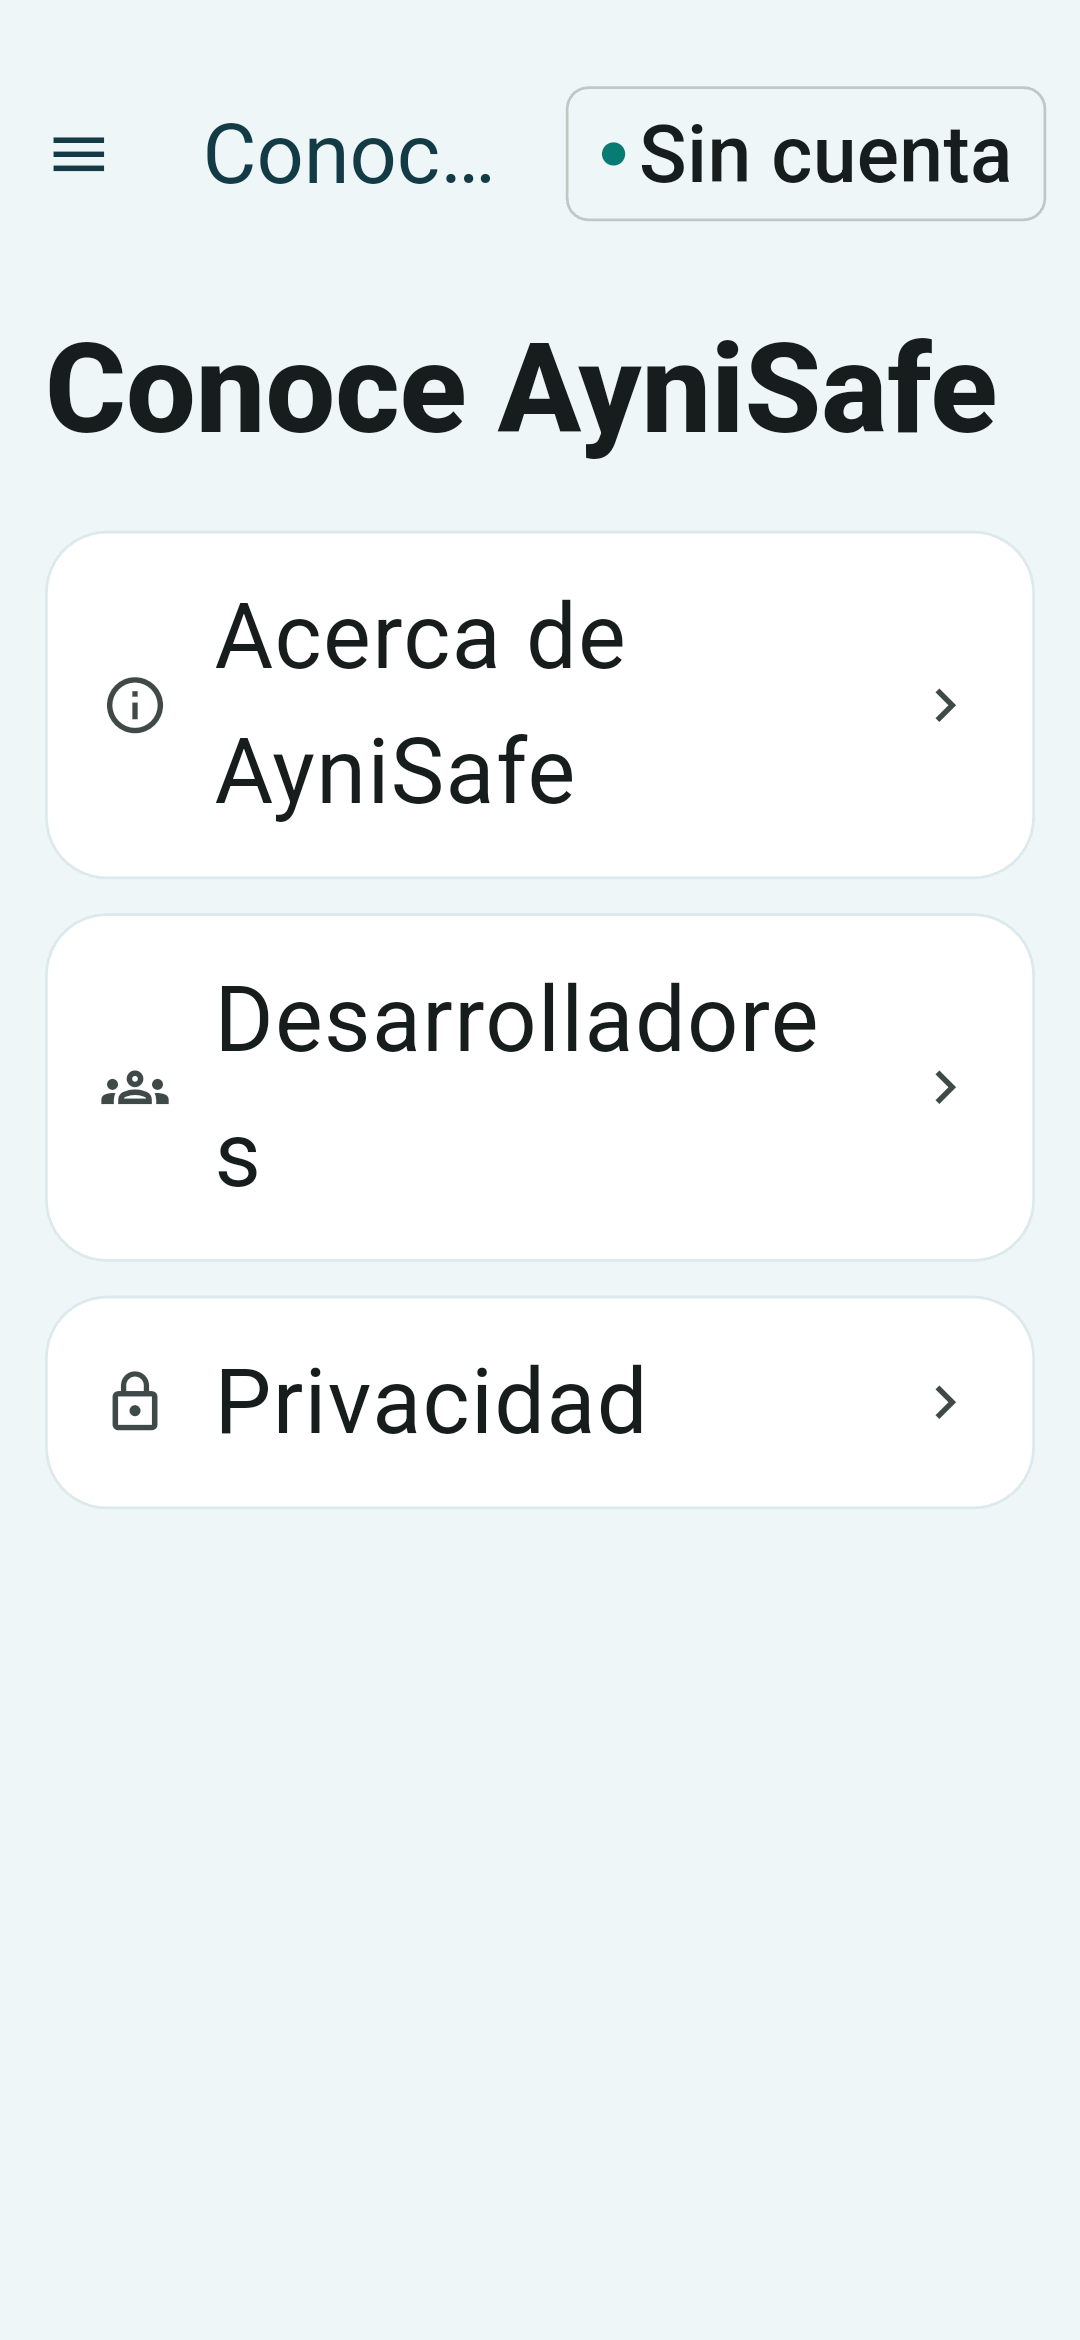 Conoc...
Sin cuenta
Conoce AyniSafe
Acerca de
AyniSafe
Desarrolladore
s
Privacidad